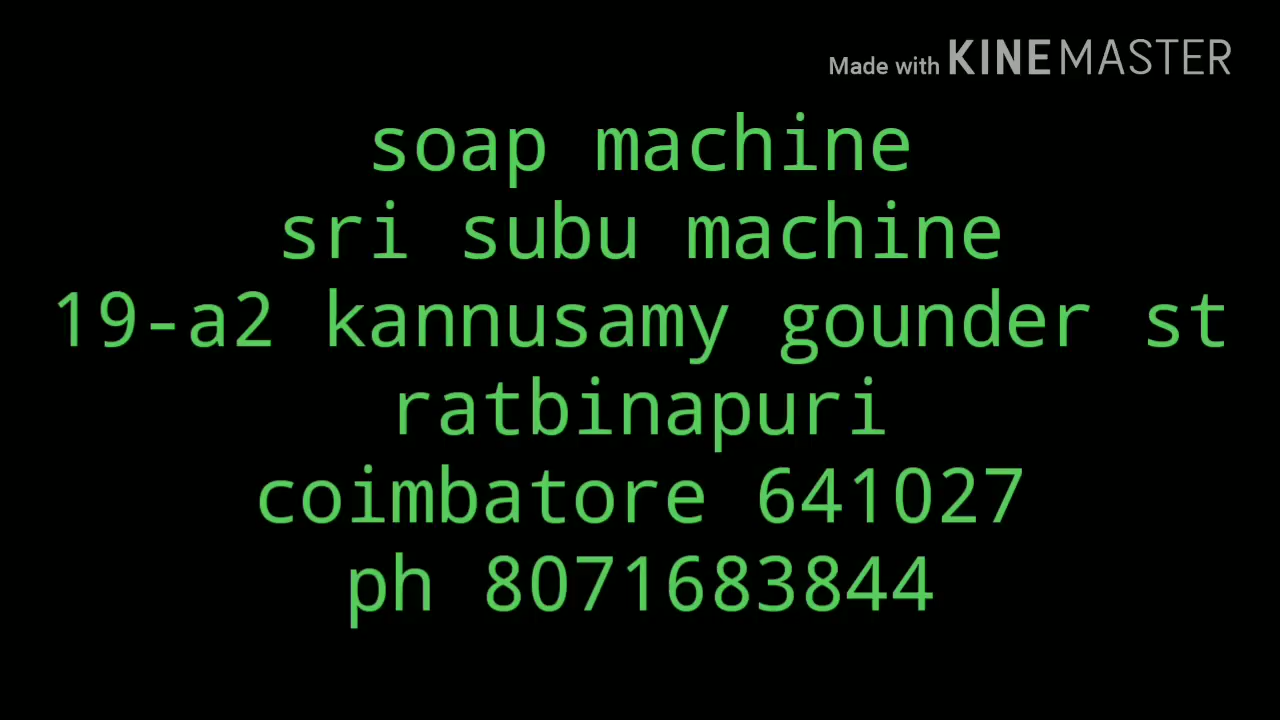 Made with KINEMASTER
soap machine
sri subu machine
19-a2 kannusamy gounder st
ratbinapuri
coimbatore 641027
ph 8071683844